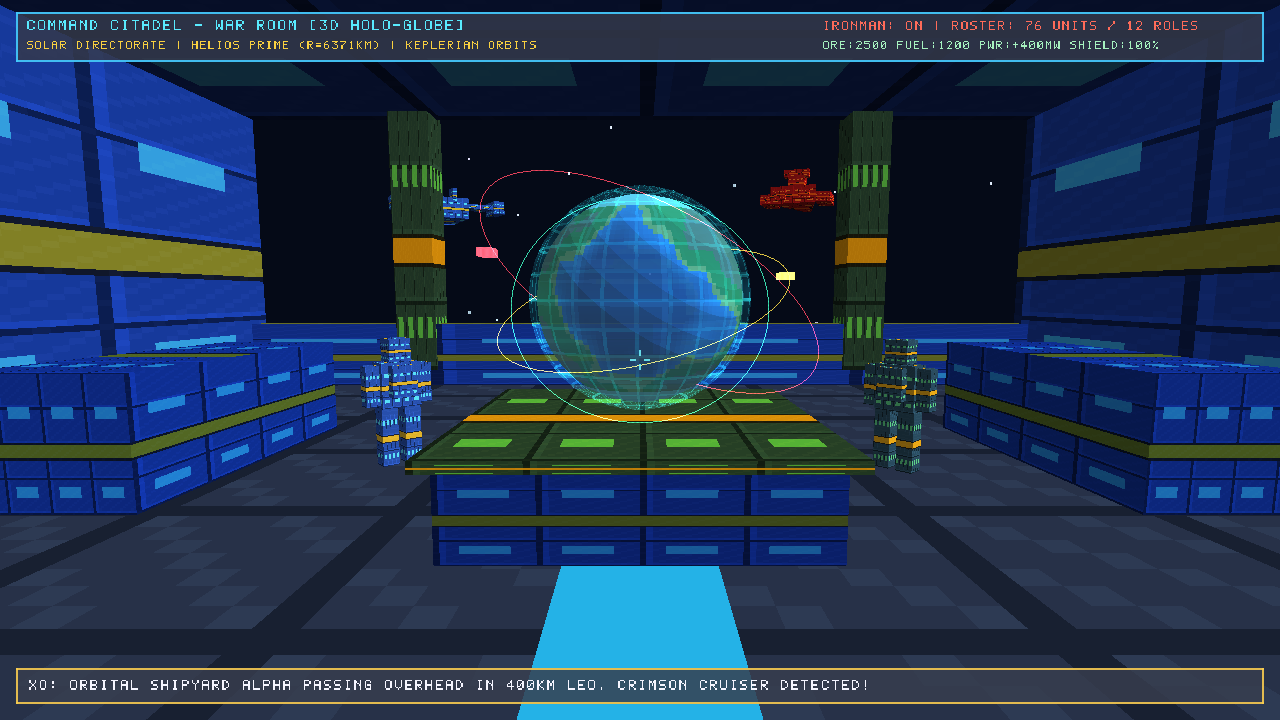 COMMAND CITADEL - WAR ROOM [3D HOLO-GLOBE]
SOLAR DIRECTORATE | HELIOS PRIME (R=6371KM) | KEPLERIAN ORBITS
IRONMAN: ON | ROSTER: 76 UNITS / 12 ROLES
ORE:2500 FUEL:1200 PWR:+400MW SHIELD:100%
XO: ORBITAL SHIPYARD ALPHA PASSING OVERHEAD IN 400KM LEO. CRIMSON CRUISER DETECTED!